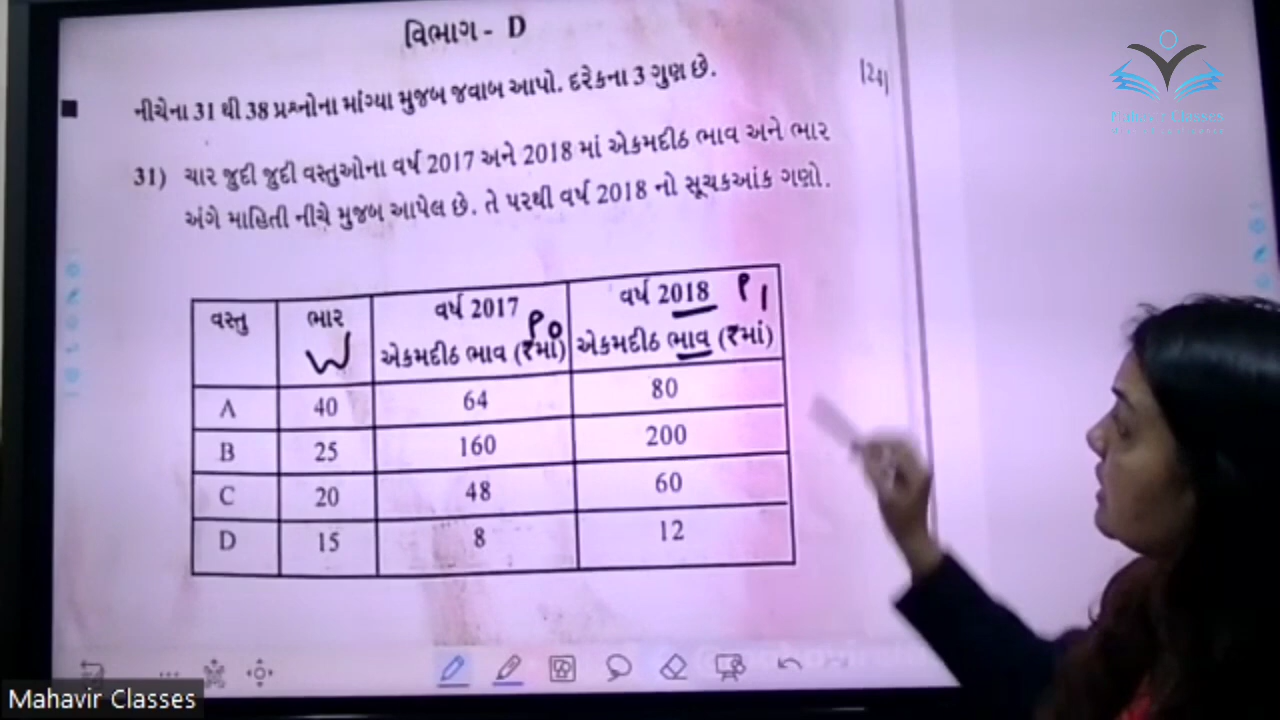 વિભાગ - D
નીચેના 31 થી 38 પ્રશ્નોના માંગ્યા મુજબ જવાબ આપો. દરેકના 3 ગુણ છે.
|24|
31) ચાર જુદી જુદી વસ્તુઓના વર્ષ 2017 અને 2018 માં એકમદીઠ ભાવ અને ભાર
અંગે માહિતી નીચે મુજબ આપેલ છે. તે પરથી વર્ષ 2018 નો સૂચકઆંક ગણો.
વસ્તુ ભાર W વર્ષ 2017 P0 એકમદીઠ ભાવ (₹માં) વર્ષ 2018 P1 એકમદીઠ ભાવ (₹માં)
A 40 64 80
B 25 160 200
C 20 48 60
D 15 8 12
Mahavir Classes
Mahavir Classes